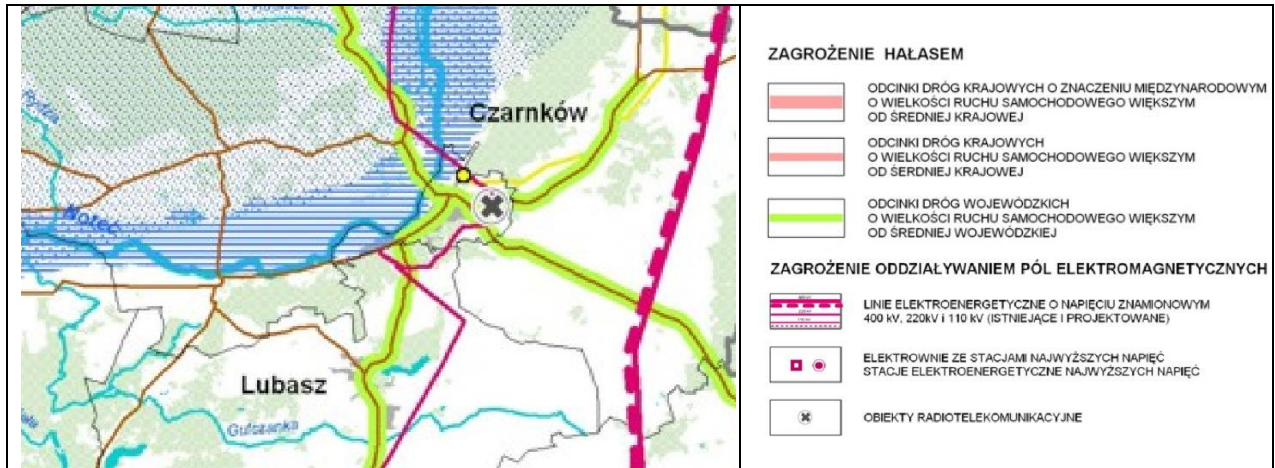 Czarnków
Noteć
Lubasz
Gulczanka
ZAGROŻENIE HAŁASEM
ODCINKI DRÓG KRAJOWYCH O ZNACZENIU MIĘDZYNARODOWYM
O WIELKOŚCI RUCHU SAMOCHODOWEGO WIĘKSZYM
OD ŚREDNIEJ KRAJOWEJ
ODCINKI DRÓG KRAJOWYCH
O WIELKOŚCI RUCHU SAMOCHODOWEGO WIĘKSZYM
OD ŚERDNIEJ KRAJOWEJ
ODCINKI DRÓG WOJEWÓDZKICH
O WIELKOŚCI RUCHU SAMOCHODOWEGO WIĘKSZYM
OD ŚREDNIEJ WOJEWÓDZKIEJ
ZAGROŻENIE ODDZIAŁYWANIEM PÓL ELEKTROMAGNETYCZNYCH
LINIE ELEKTROENERGETYCZNE O NAPIĘCIU ZNAMIONOWYM
400 kV, 220kV i 110 kV (ISTNIEJĄCE I PROJEKTOWANE)
ELEKTROWNIE ZE STACJAMI NAJWYŻSZYCH NAPIĘĆ
STACJE ELEKTROENERGETYCZNE NAJWYŻSZYCH NAPIĘĆ
OBIEKTY RADIOTELEKOMUNIKACYJNE